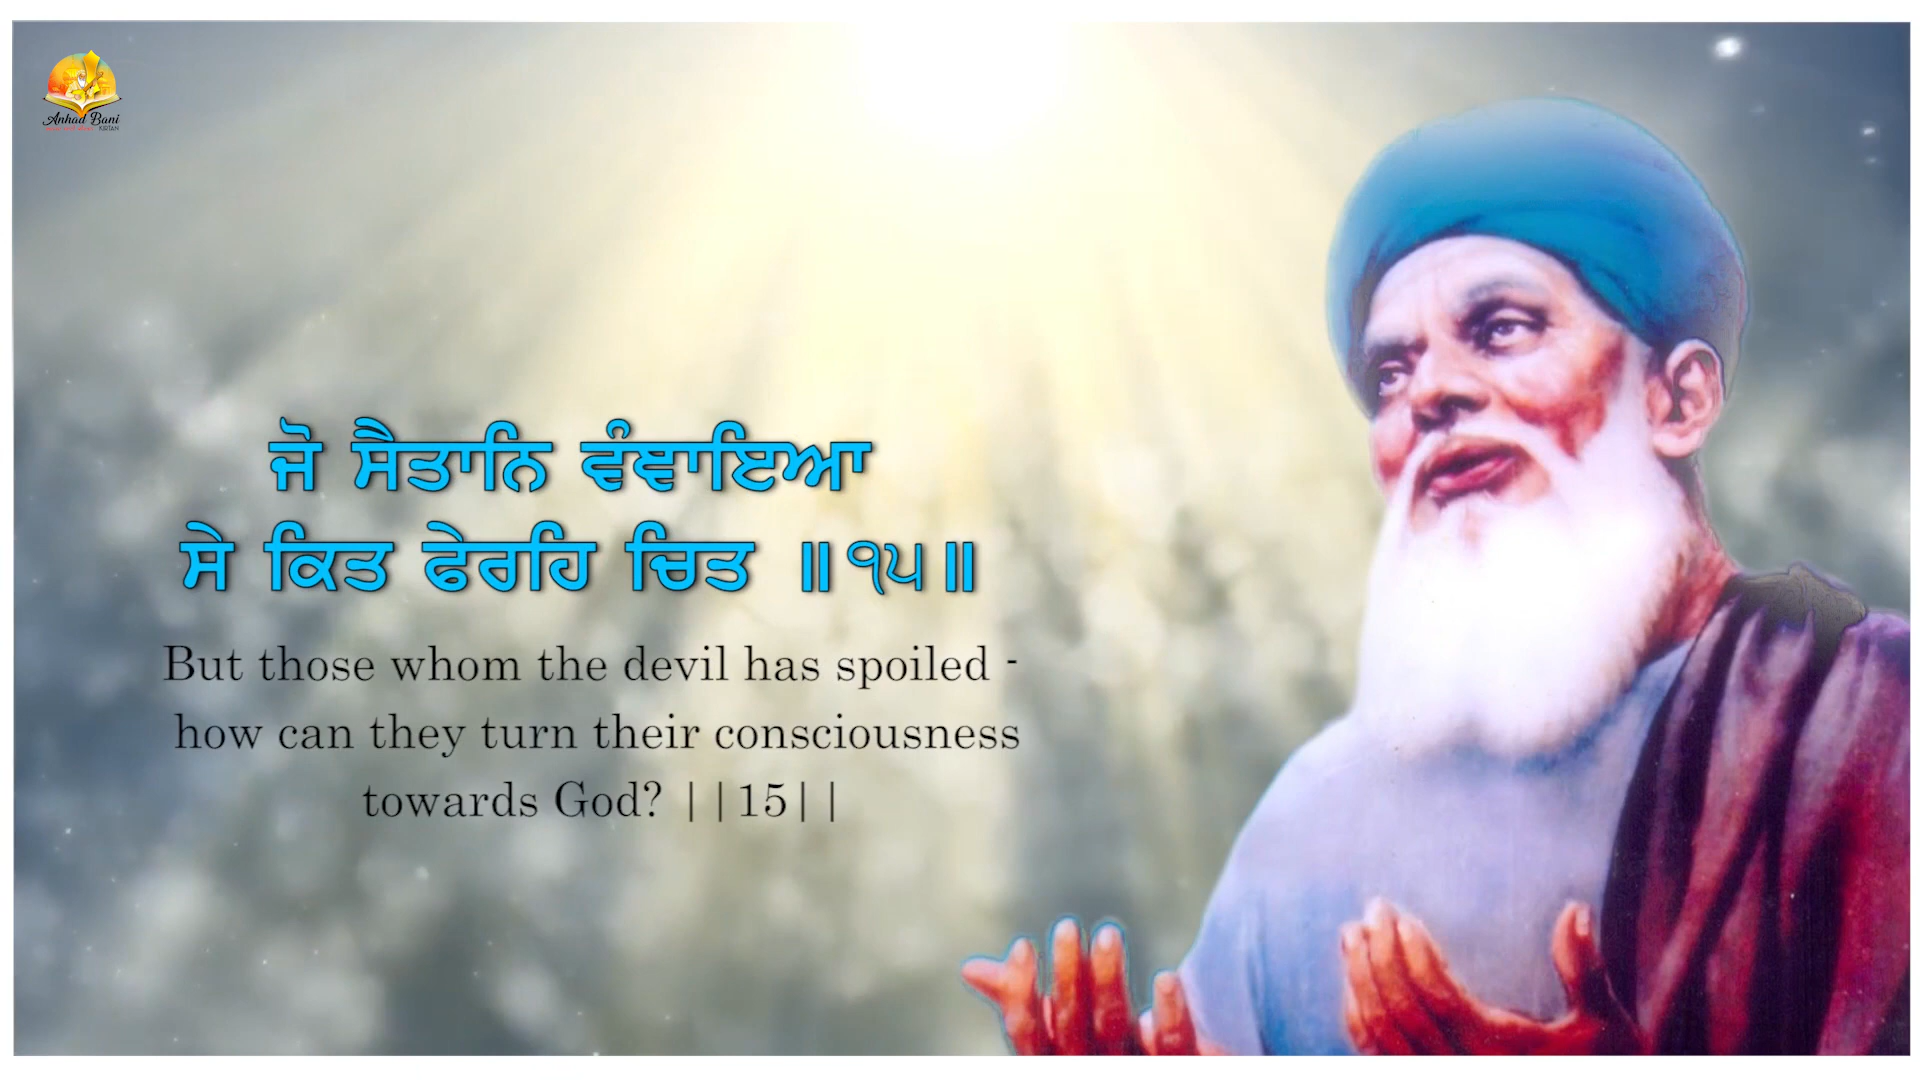 Anhad Bani
KIRTAN
ਜੋ ਸੈਤਾਨਿ ਵੰਞਾਇਆ
ਸੇ ਕਿਤ ਫੇਰਹਿ ਚਿਤ ॥੧੫॥
But those whom the devil has spoiled -
how can they turn their consciousness
towards God? ||15||